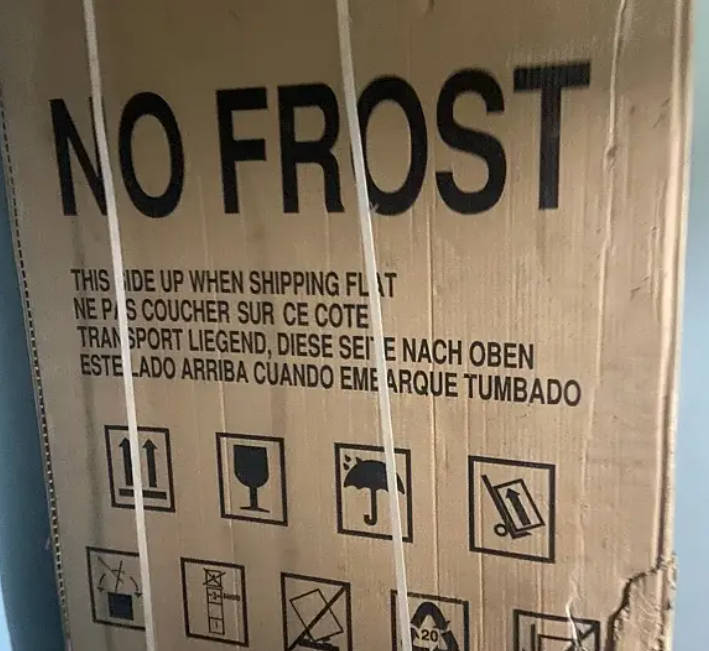 NO FROST
THIS SIDE UP WHEN SHIPPING FLAT
NE PAS COUCHER SUR CE COTE
TRANSPORT LIEGEND, DIESE SEITE NACH OBEN
ESTE LADO ARRIBA CUANDO EMBARQUE TUMBADO
20